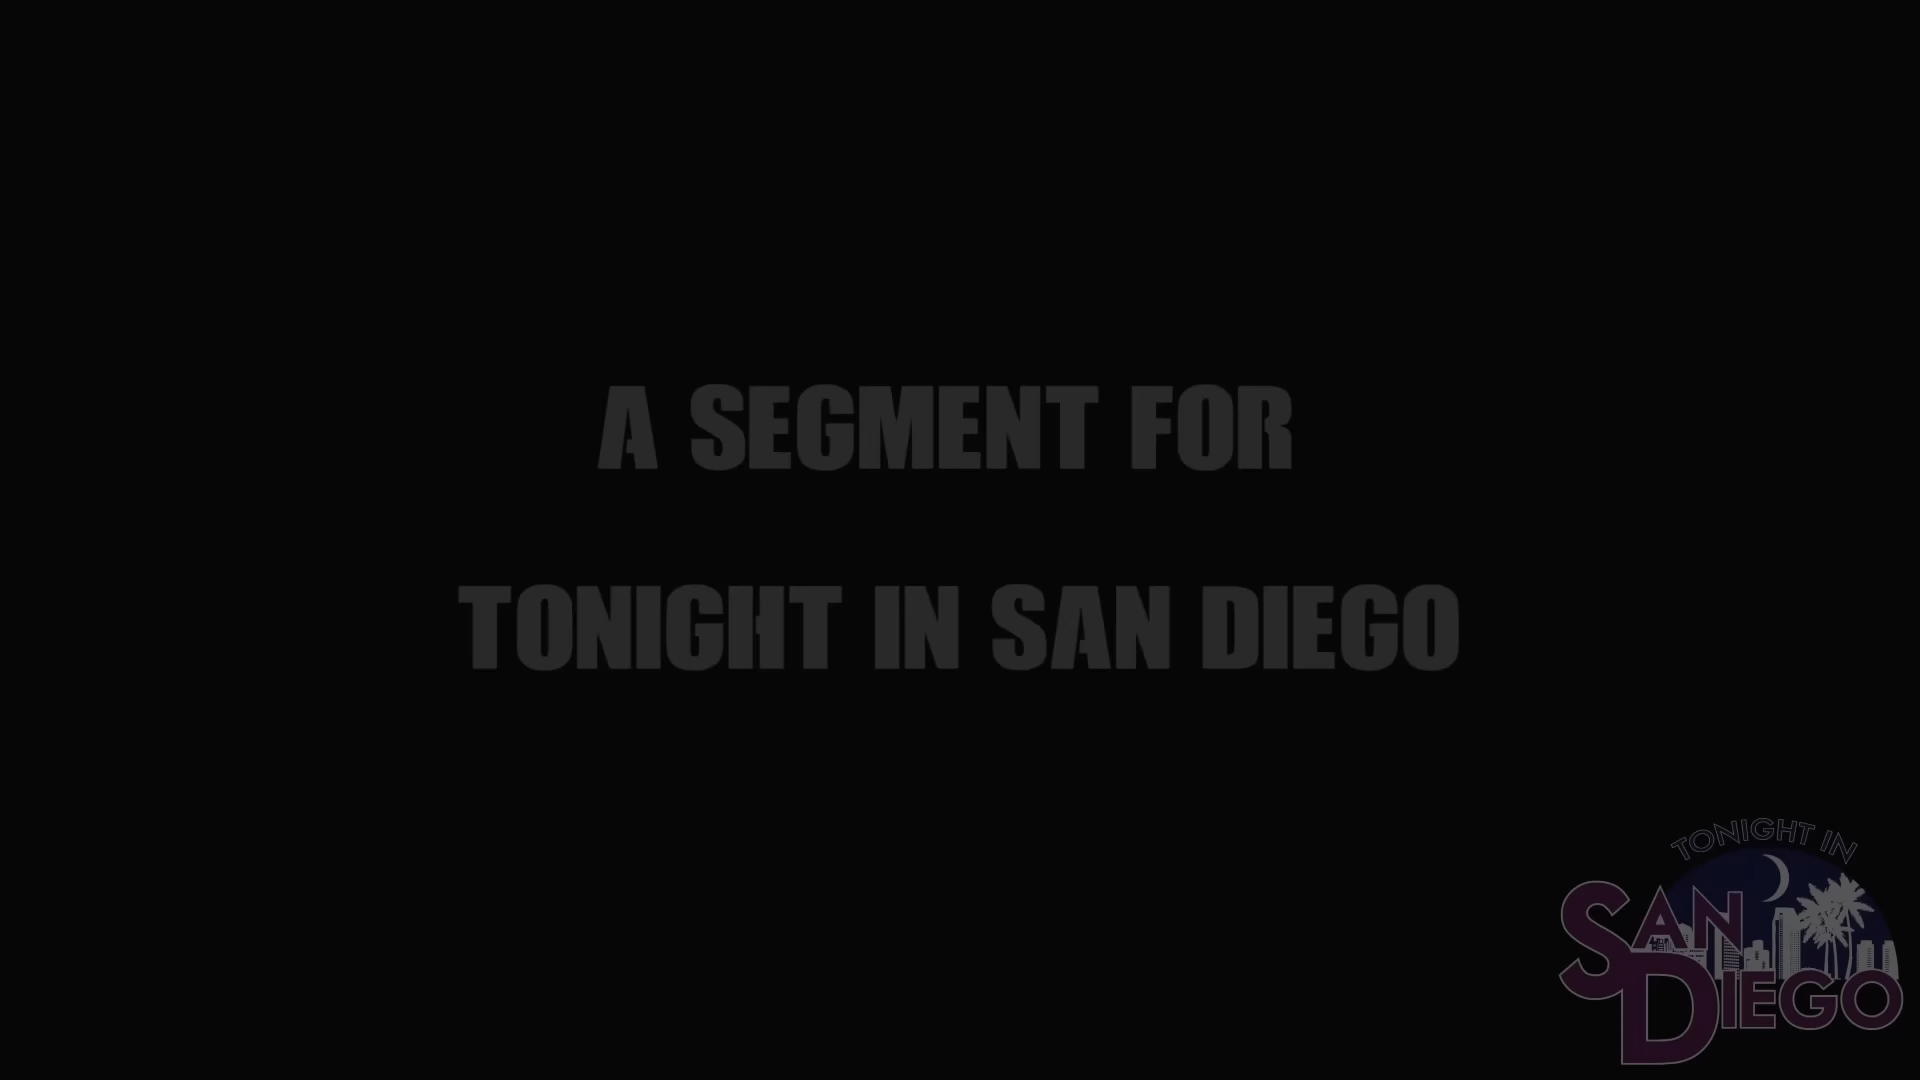 A SEGMENT FOR
TONIGHT IN SAN DIEGO
TONIGHT IN
SAN
DIEGO